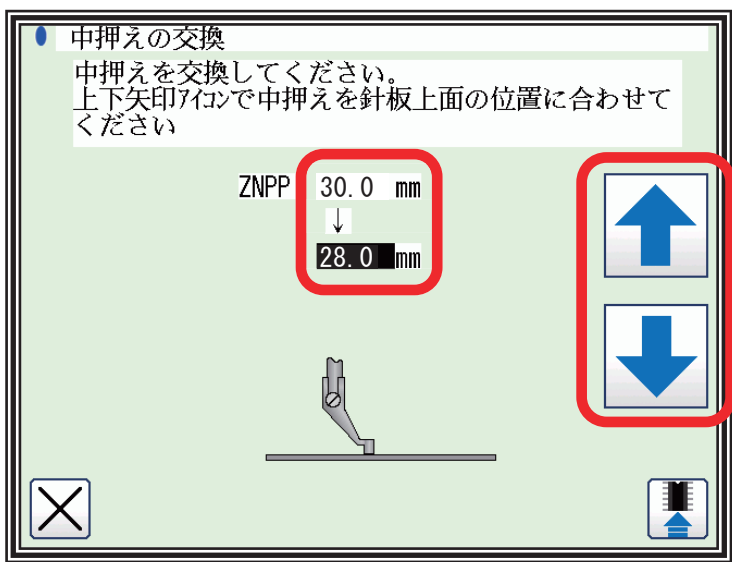 中押えの交換
中押えを交換してください。
上下矢印ｱｲｺﾝで中押えを針板上面の位置に合わせて
ください
ZNPP 30.0 mm
↓
28.0 mm